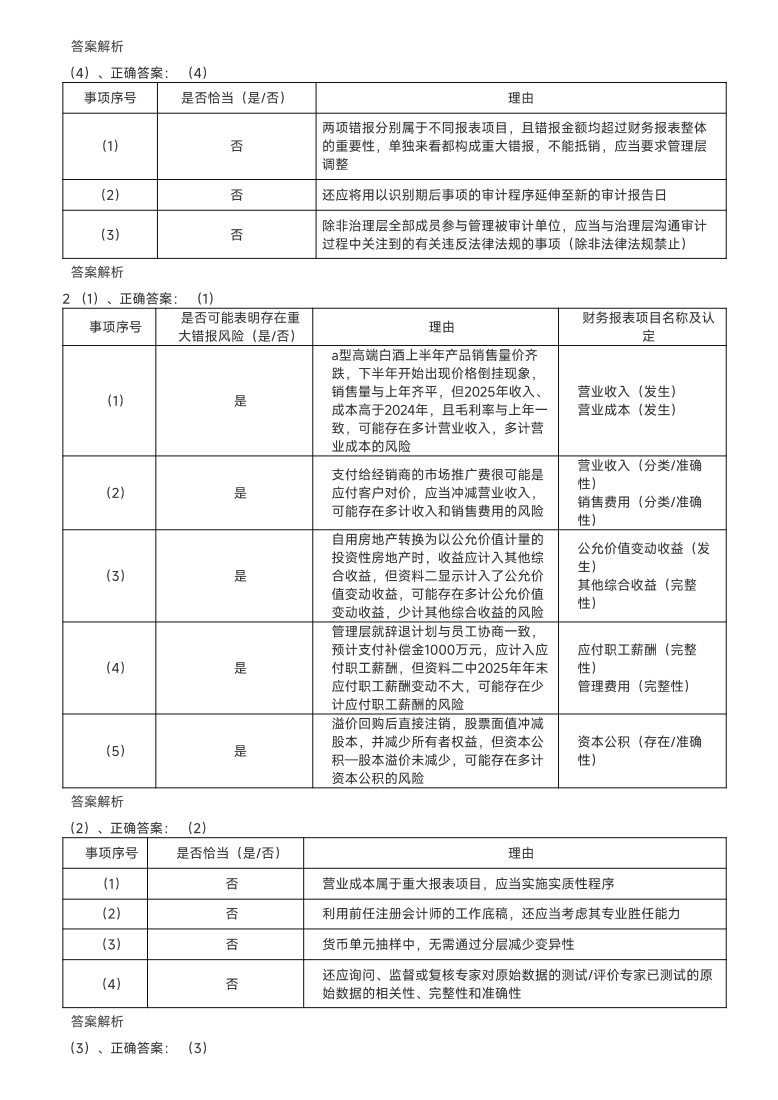 答案解析
（4）、正确答案： （4）
事项序号 是否恰当（是/否） 理由
（1） 否 两项错报分别属于不同报表项目，且错报金额均超过财务报表整体
的重要性，单独来看都构成重大错报，不能抵销，应当要求管理层
调整
（2） 否 还应将用以识别期后事项的审计程序延伸至新的审计报告日
（3） 否 除非治理层全部成员参与管理被审计单位，应当与治理层沟通审计
过程中关注到的有关违反法律法规的事项（除非法律法规禁止）
答案解析
2 （1）、正确答案： （1）
事项序号 是否可能表明存在重
大错报风险（是/否） 理由 财务报表项目名称及认
定
（1） 是 a型高端白酒上半年产品销售量价齐
跌，下半年开始出现价格倒挂现象，
销售量与上年齐平，但2025年收入、
成本高于2024年，且毛利率与上年一
致，可能存在多计营业收入，多计营
业成本的风险
营业收入（发生）
营业成本（发生）
（2） 是 支付给经销商的市场推广费很可能是
应付客户对价，应当冲减营业收入，
可能存在多计收入和销售费用的风险
营业收入（分类/准确
性）
销售费用（分类/准确
性）
（3） 是 自用房地产转换为以公允价值计量的
投资性房地产时，收益应计入其他综
合收益，但资料二显示计入了公允价
值变动收益，可能存在多计公允价值
变动收益，少计其他综合收益的风险
公允价值变动收益（发
生）
其他综合收益（完整
性）
（4） 是 管理层就辞退计划与员工协商一致，
预计支付补偿金1000万元，应计入应
付职工薪酬，但资料二中2025年年末
应付职工薪酬变动不大，可能存在少
计应付职工薪酬的风险
应付职工薪酬（完整
性）
管理费用（完整性）
（5） 是 溢价回购后直接注销，股票面值冲减
股本，并减少所有者权益，但资本公
积—股本溢价未减少，可能存在多计
资本公积的风险
资本公积（存在/准确
性）
答案解析
（2）、正确答案： （2）
事项序号 是否恰当（是/否） 理由
（1） 否 营业成本属于重大报表项目，应当实施实质性程序
（2） 否 利用前任注册会计师的工作底稿，还应当考虑其专业胜任能力
（3） 否 货币单元抽样中，无需通过分层减少变异性
（4） 否 还应询问、监督或复核专家对原始数据的测试/评价专家已测试的原
始数据的相关性、完整性和准确性
答案解析
（3）、正确答案： （3）